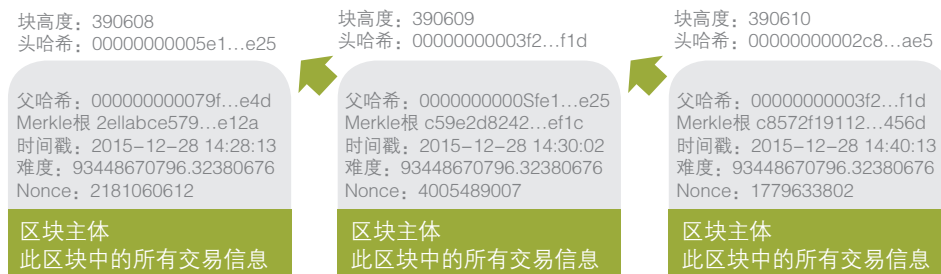 块高度：390608
头哈希：00000000005e1…e25
父哈希：000000000079f…e4d
Merkle根 2ellabce579…e12a
时间戳：2015-12-28 14:28:13
难度：93448670796.32380676
Nonce：2181060612
区块主体
此区块中的所有交易信息
块高度：390609
头哈希：00000000003f2…f1d
父哈希：0000000000Sfe1…e25
Merkle根 c59e2d8242…ef1c
时间戳：2015-12-28 14:30:02
难度：93448670796.32380676
Nonce：4005489007
区块主体
此区块中的所有交易信息
块高度：390610
头哈希：00000000002c8…ae5
父哈希：00000000003f2…f1d
Merkle根 c8572f19112…456d
时间戳：2015-12-28 14:40:13
难度：93448670796.32380676
Nonce：1779633802
区块主体
此区块中的所有交易信息